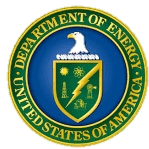 DEPARTMENT OF ENERGY
UNITED STATES OF AMERICA